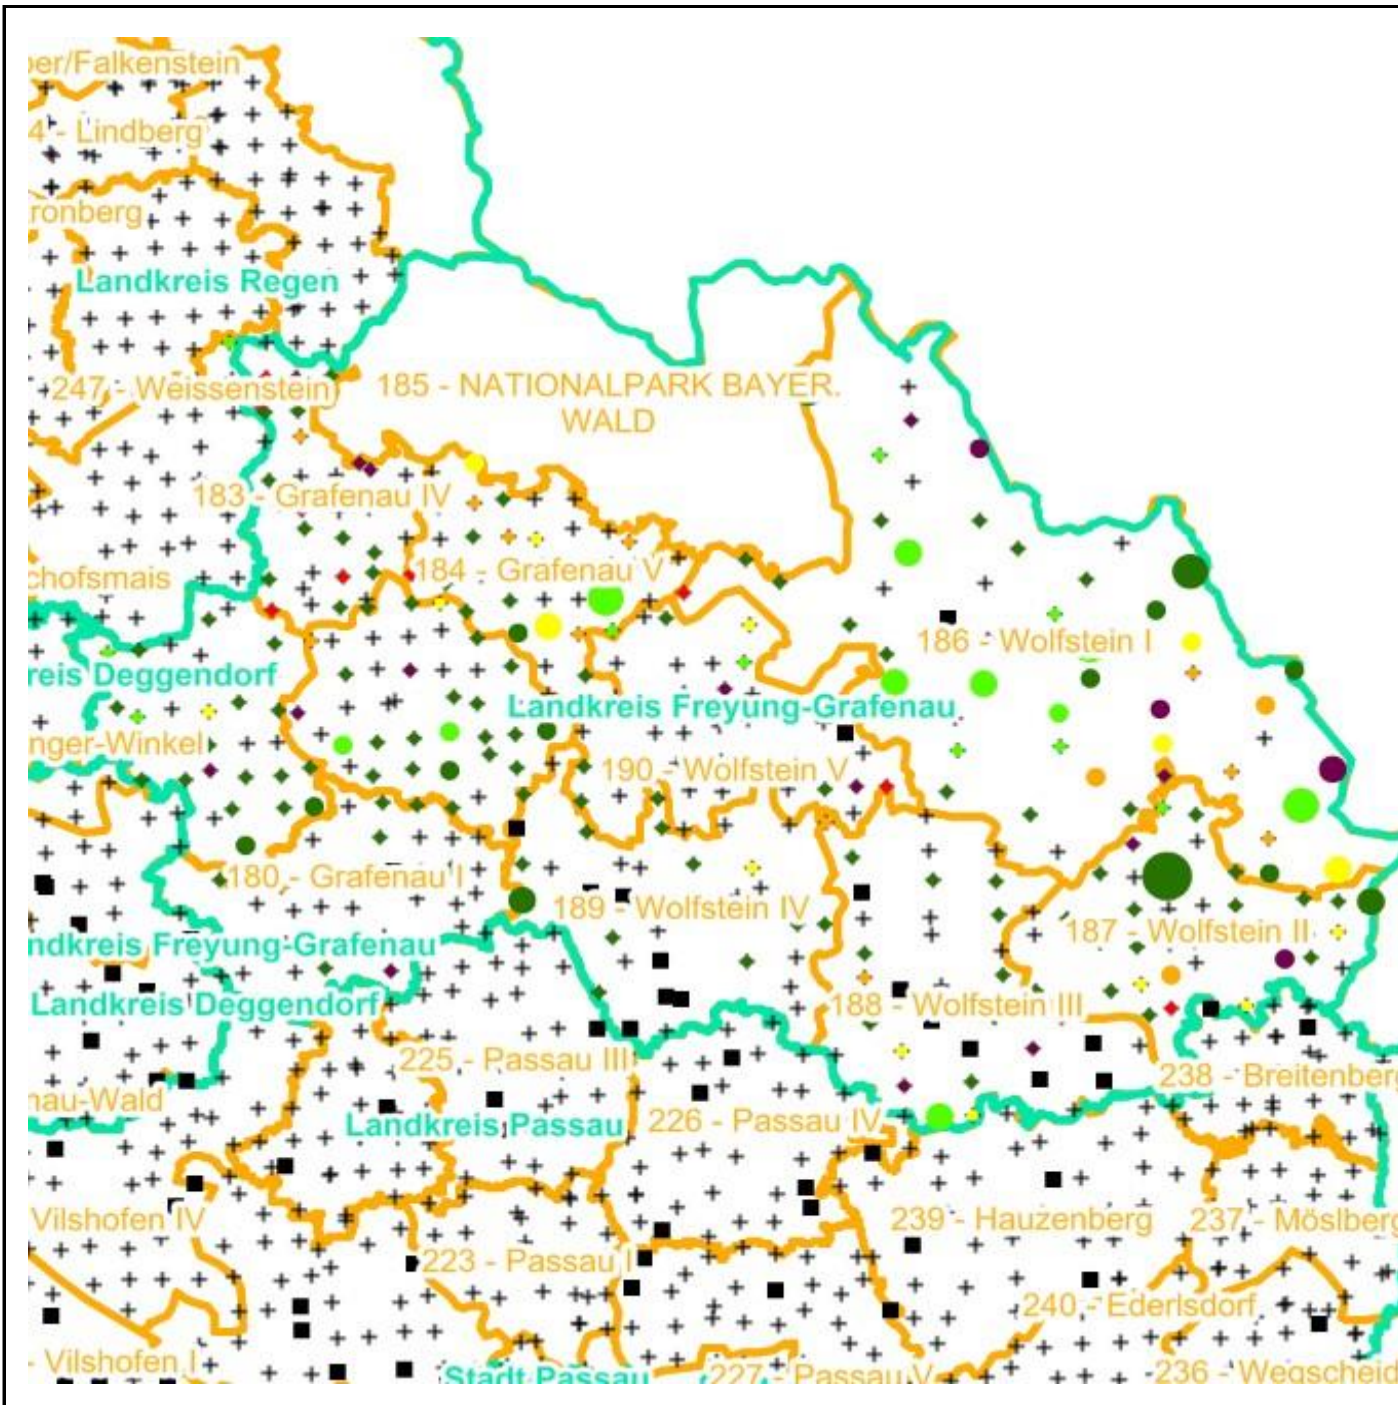 ber/Falkenstein
4 - Lindberg
ronberg
Landkreis Regen
247 - Weissenstein
185 - NATIONALPARK BAYER.
WALD
183 - Grafenau IV
chofsmais
184 - Grafenau V
186 - Wolfstein I
reis Deggendorf
Landkreis Freyung-Grafenau
nger-Winkel
190 - Wolfstein V
180 - Grafenau I
189 - Wolfstein IV
187 - Wolfstein II
ndkreis Freyung-Grafenau
Landkreis Deggendorf
188 - Wolfstein III
225 - Passau III
238 - Breitenberg
nau-Wald
Landkreis Passau
226 - Passau IV
Vilshofen IV
239 - Hauzenberg
237 - Möslberg
223 - Passau I
240 - Ederlsdorf
- Vilshofen I
Stadt Passau
227 - Passau V
236 - Wegscheid